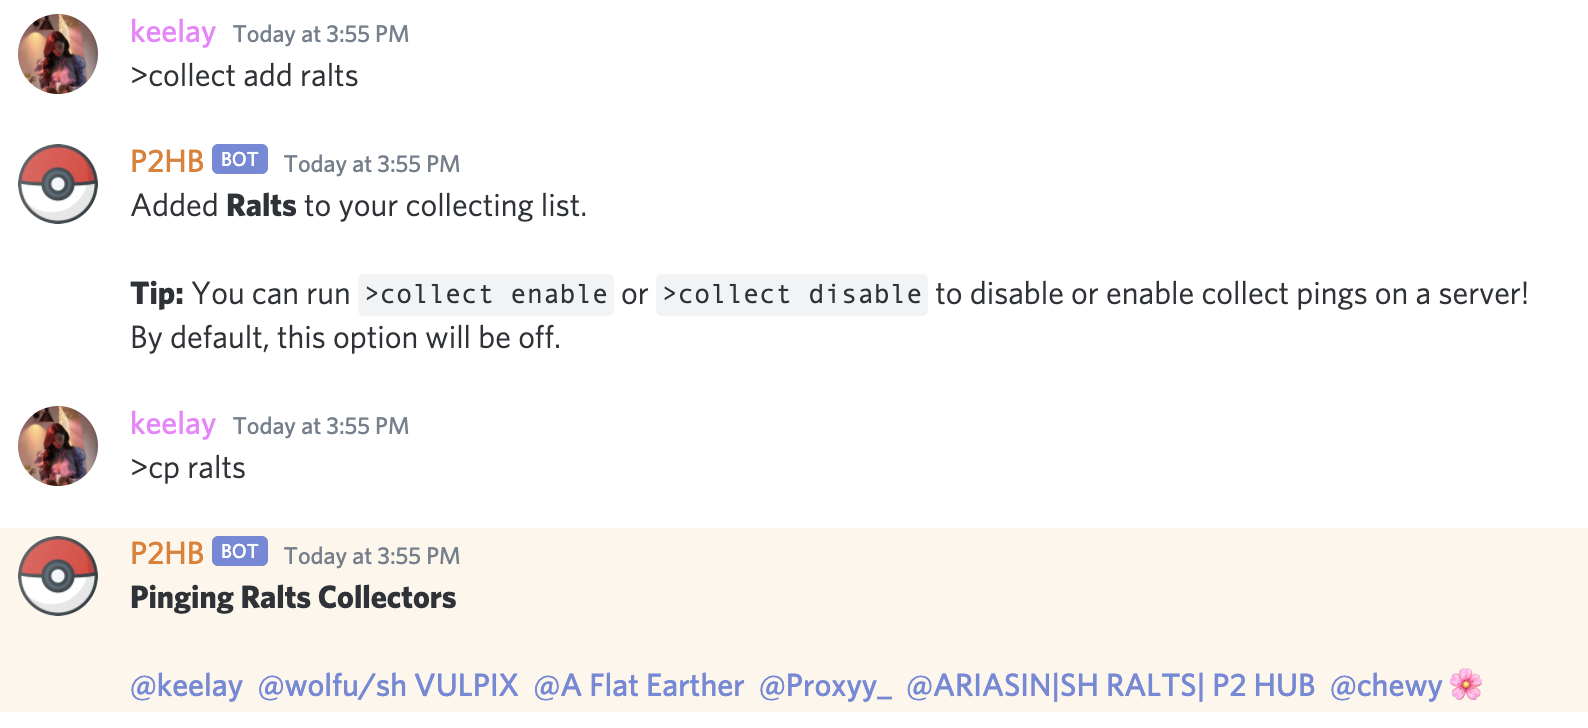 keelay Today at 3:55 PM
>collect add ralts
P2HB BOT Today at 3:55 PM
Added Ralts to your collecting list.
Tip: You can run >collect enable or >collect disable to disable or enable collect pings on a server!
By default, this option will be off.
keelay Today at 3:55 PM
>cp ralts
P2HB BOT Today at 3:55 PM
Pinging Ralts Collectors
@keelay @wolfu/sh VULPIX @A Flat Earther @Proxyy_ @ARIASIN|SH RALTS| P2 HUB @chewy🌸